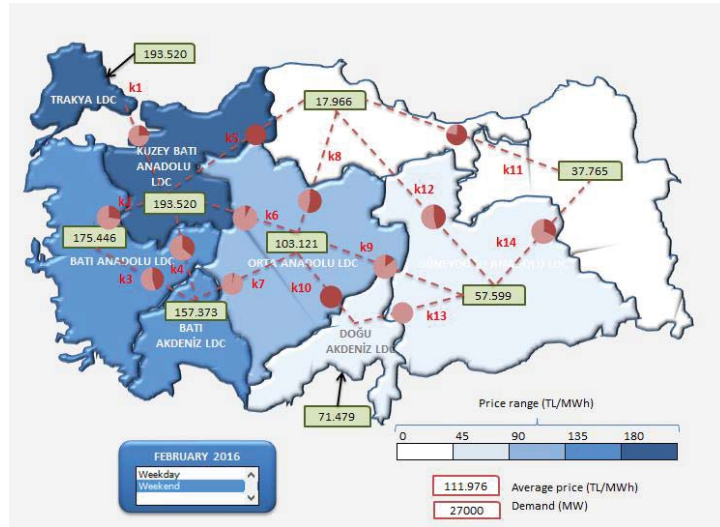 193.520
k1
TRAKYA LDC
17.966
k5
KUZEY BATI
ANADOLU
LDC
k8
k11
37.765
k12
193.520
k6
175.446
103.121
k9
k14
BATI ANADOLU LDC
k4
ORTA ANADOLU LDC
ANADOLU LDC
k3
k7
k10
57.599
157.373
k13
BATI
AKDENİZ LDC
DOĞU
AKDENİZ LDC
71.479
Price range (TL/MWh)
0 45 90 135 180
FEBRUARY 2016
Weekday
Weekend
111.976 Average price (TL/MWh)
27000 Demand (MW)